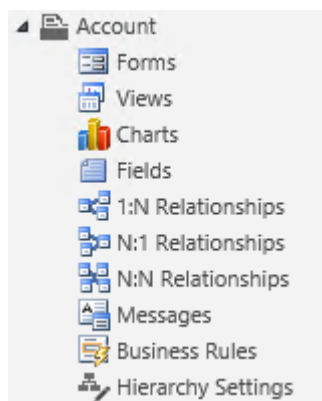 Account
Forms
Views
Charts
Fields
1:N Relationships
N:1 Relationships
N:N Relationships
Messages
Business Rules
Hierarchy Settings